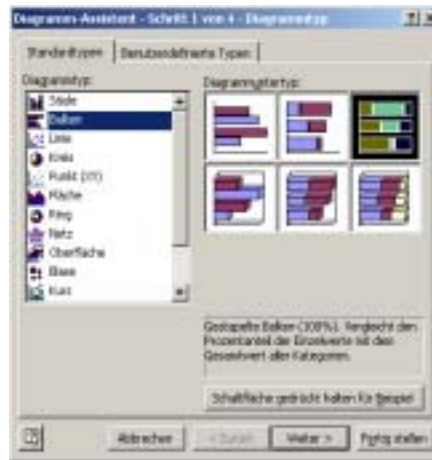 Diagramm-Assistent - Schritt 1 von 4 - Diagrammtyp
Standardtypen
Benutzerdefinierte Typen
Diagrammtyp:
Diagrammuntertyp:
Säule
Balken
Linie
Kreis
Punkt (XY)
Fläche
Ring
Netz
Oberfläche
Blase
Kurs
Gestapelte Balken (100%). Vergleicht den
Prozentanteil der Einzelwerte mit dem
Gesamtwert aller Kategorien.
Schaltfläche gedrückt halten für Beispiel
Abbrechen
< Zurück
Weiter >
Fertig stellen